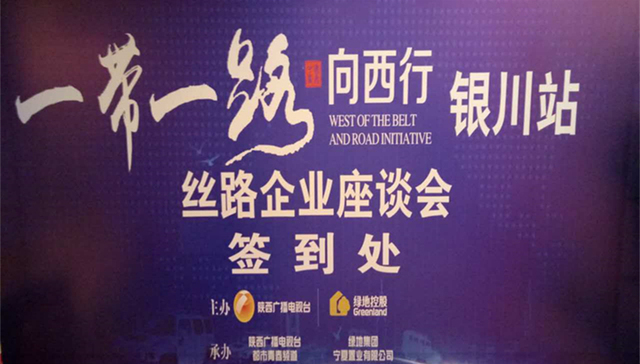 一带一路 向西行 银川站
WEST OF THE BELT
AND ROAD INITIATIVE
丝路企业座谈会
签到处
主办 陕西广播电视台 绿地控股
Greenland
承办 陕西广播电视台 绿地集团
都市青春频道 宁夏置业有限公司